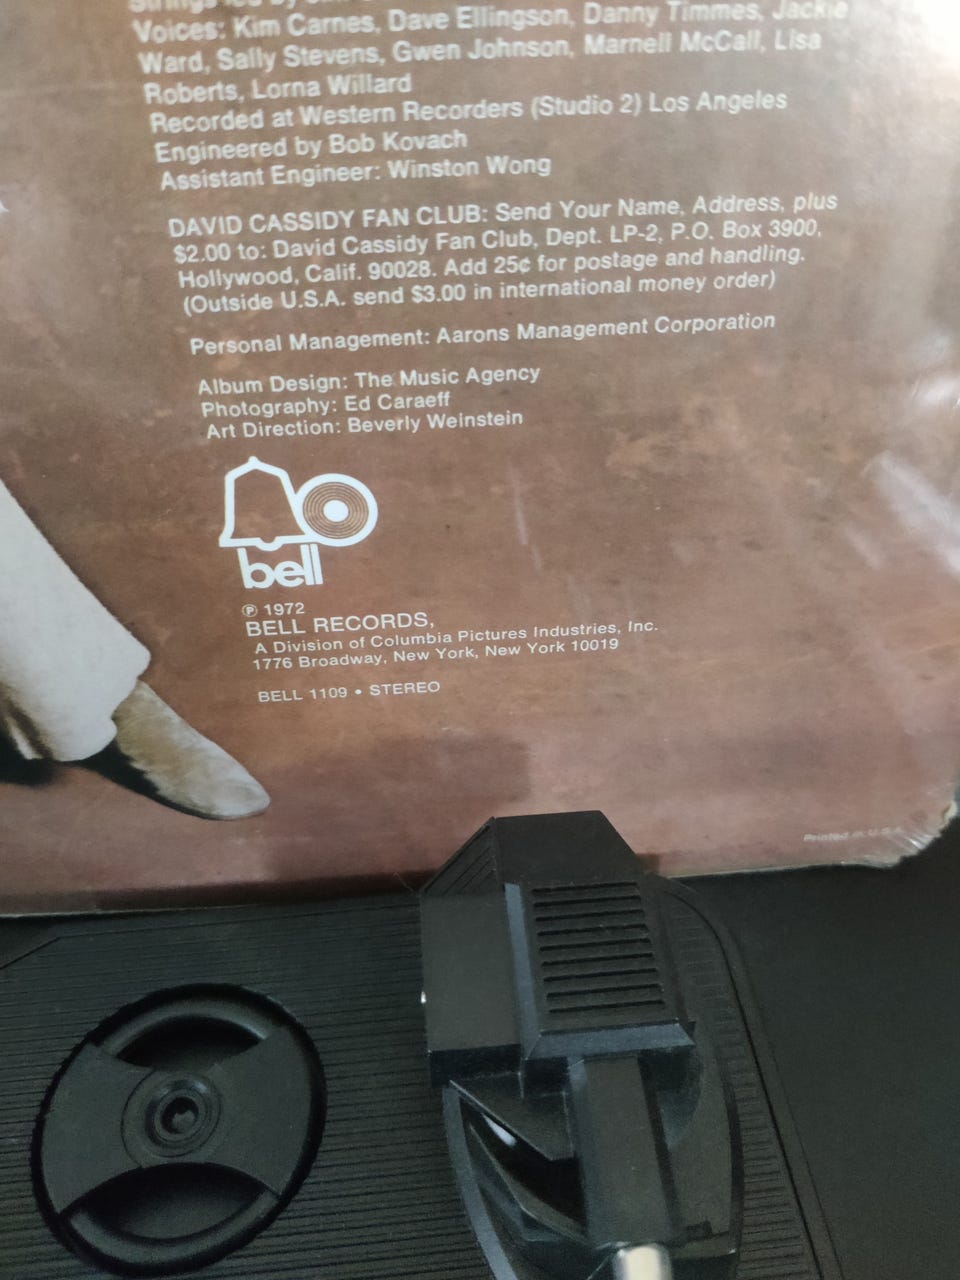 Strings led by
Voices: Kim Carnes, Dave Ellingson, Danny Timmes, Jackie
Ward, Sally Stevens, Gwen Johnson, Marnell McCall, Lisa
Roberts, Lorna Willard
Recorded at Western Recorders (Studio 2) Los Angeles
Engineered by Bob Kovach
Assistant Engineer: Winston Wong
DAVID CASSIDY FAN CLUB: Send Your Name, Address, plus
$2.00 to: David Cassidy Fan Club, Dept. LP-2, P.O. Box 3900,
Hollywood, Calif. 90028. Add 25¢ for postage and handling.
(Outside U.S.A. send $3.00 in international money order)
Personal Management: Aarons Management Corporation
Album Design: The Music Agency
Photography: Ed Caraeff
Art Direction: Beverly Weinstein
bell
℗ 1972
BELL RECORDS,
A Division of Columbia Pictures Industries, Inc.
1776 Broadway, New York, New York 10019
BELL 1109 • STEREO
Printed in U.S.A.